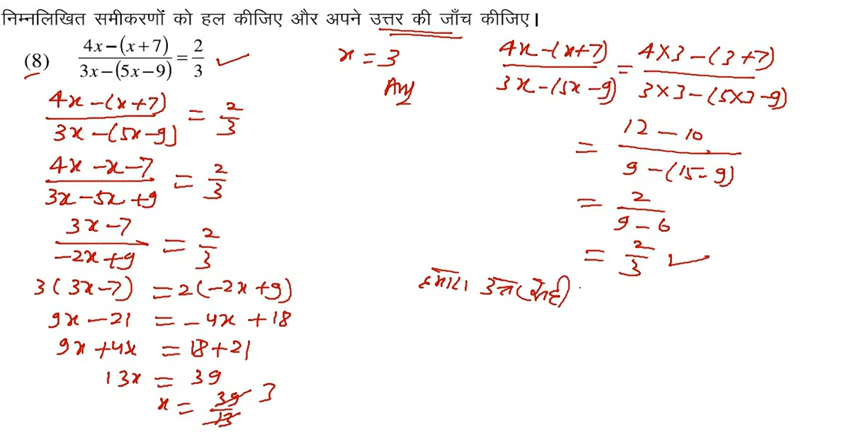 निम्नलिखित समीकरणों को हल कीजिए और अपने उत्तर की जाँच कीजिए।
(8) (4x-(x+7))/(3x-(5x-9)) = 2/3 ✓
(4x-(x+7))/(3x-(5x-9)) = 2/3
(4x-x-7)/(3x-5x+9) = 2/3
(3x-7)/(-2x+9) = 2/3
3(3x-7) = 2(-2x+9)
9x-21 = -4x+18
9x+4x = 18+21
13x = 39
x = 39/13 3
x = 3
Ans
(4x-(x+7))/(3x-(5x-9)) = (4×3-(3+7))/(3×3-(5×3-9))
= (12-10)/(9-(15-9))
= 2/(9-6)
= 2/3 ✓
हमारा उत्तर सही